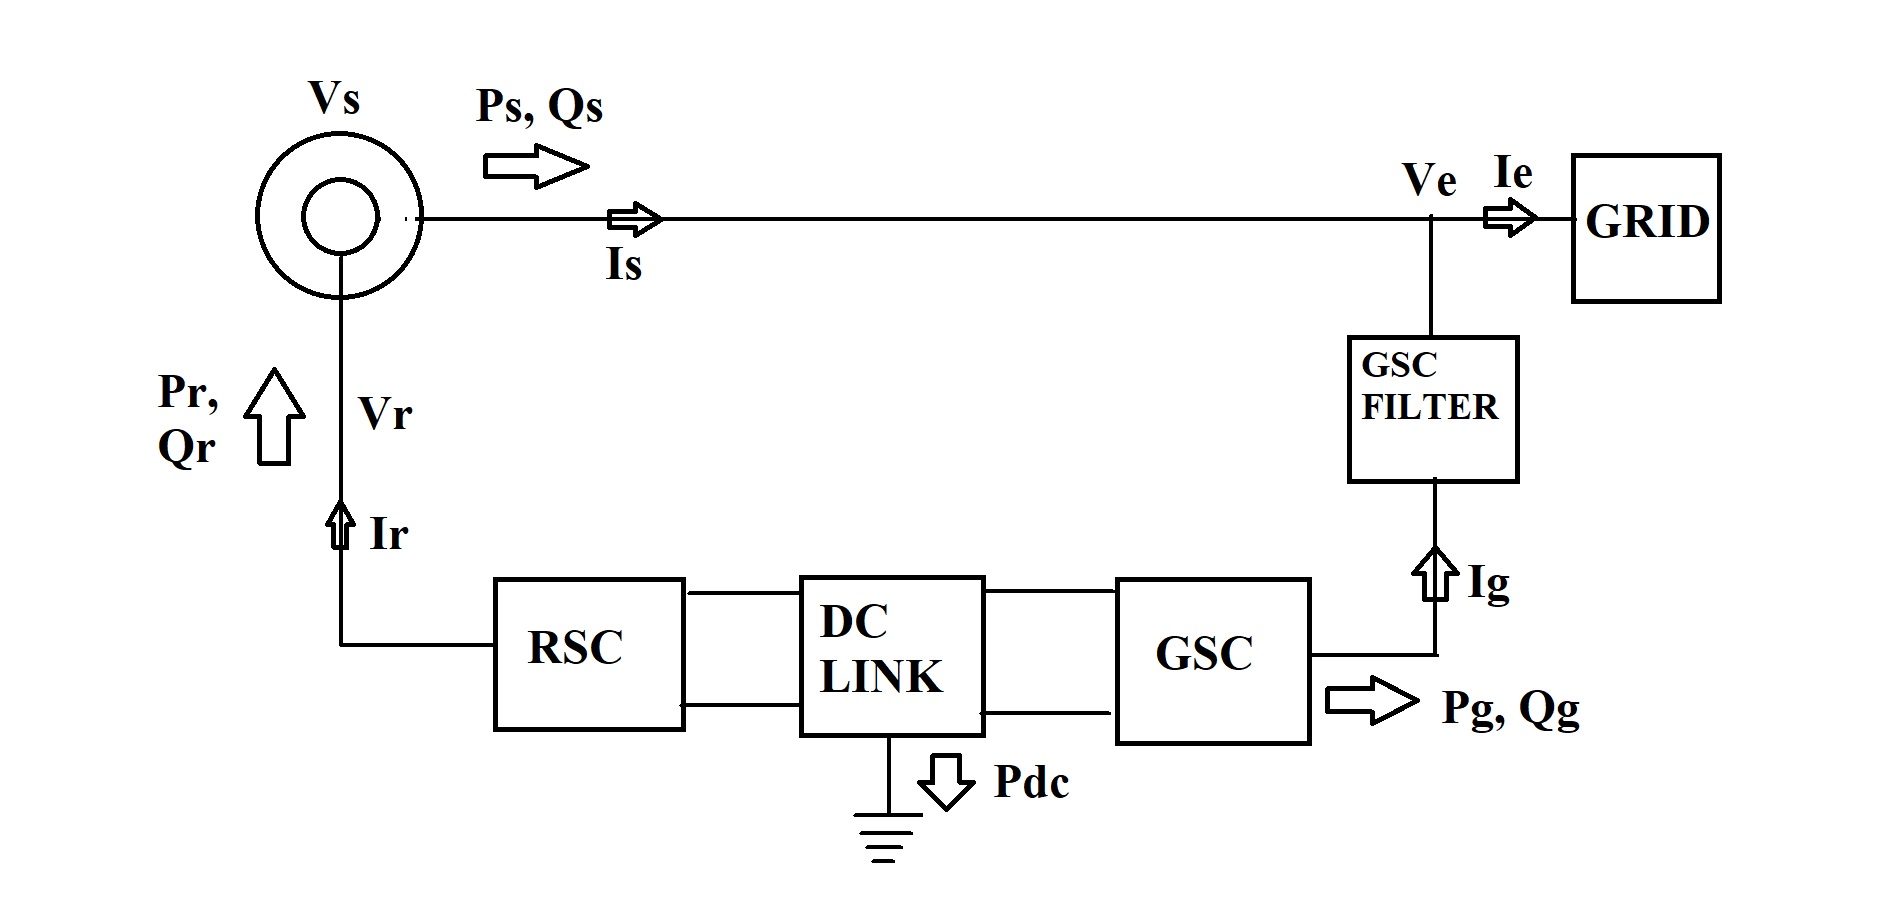 Vs
Ps, Qs
Is
Ve
Ie
GRID
GSC
FILTER
Pr,
Qr
Vr
Ir
RSC
DC
LINK
GSC
Ig
Pg, Qg
Pdc